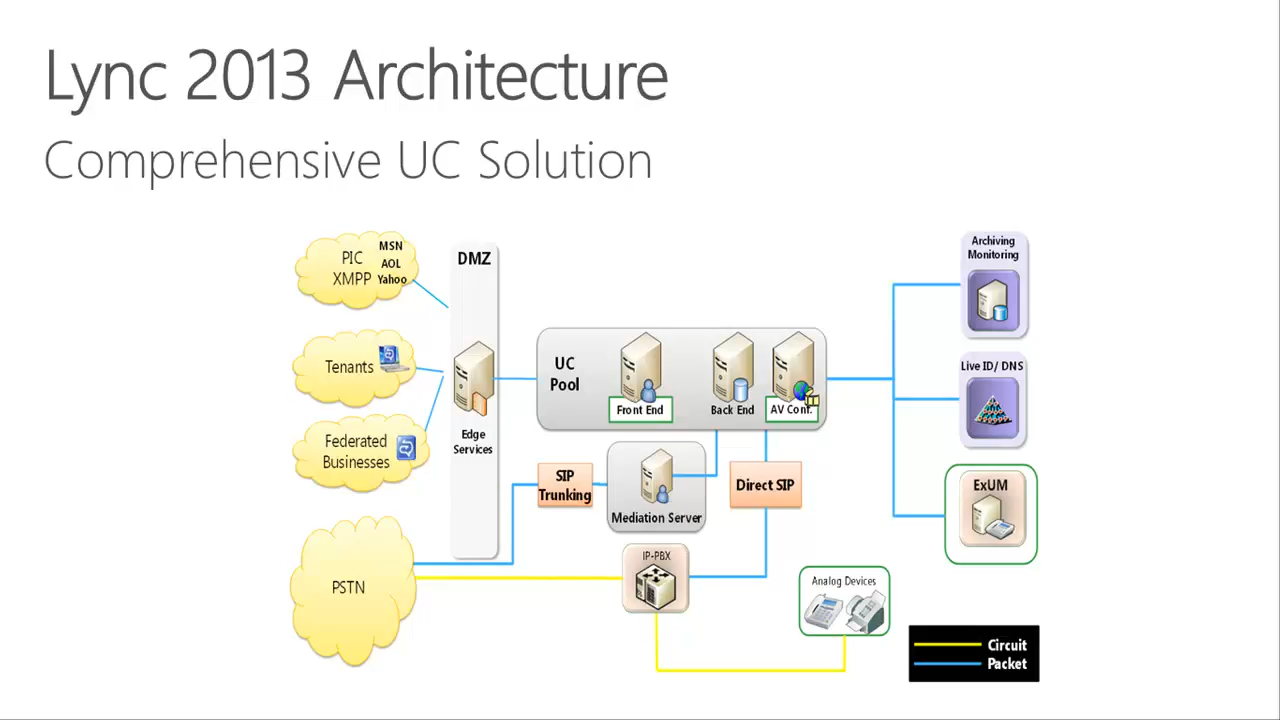 Lync 2013 Architecture
Comprehensive UC Solution
PIC
XMPP
MSN
AOL
Yahoo
DMZ
Tenants
Federated
Businesses
Edge
Services
UC
Pool
Front End
Back End
AV Conf.
Archiving
Monitoring
Live ID/ DNS
ExUM
SIP
Trunking
Mediation Server
Direct SIP
PSTN
IP-PBX
Analog Devices
Circuit
Packet